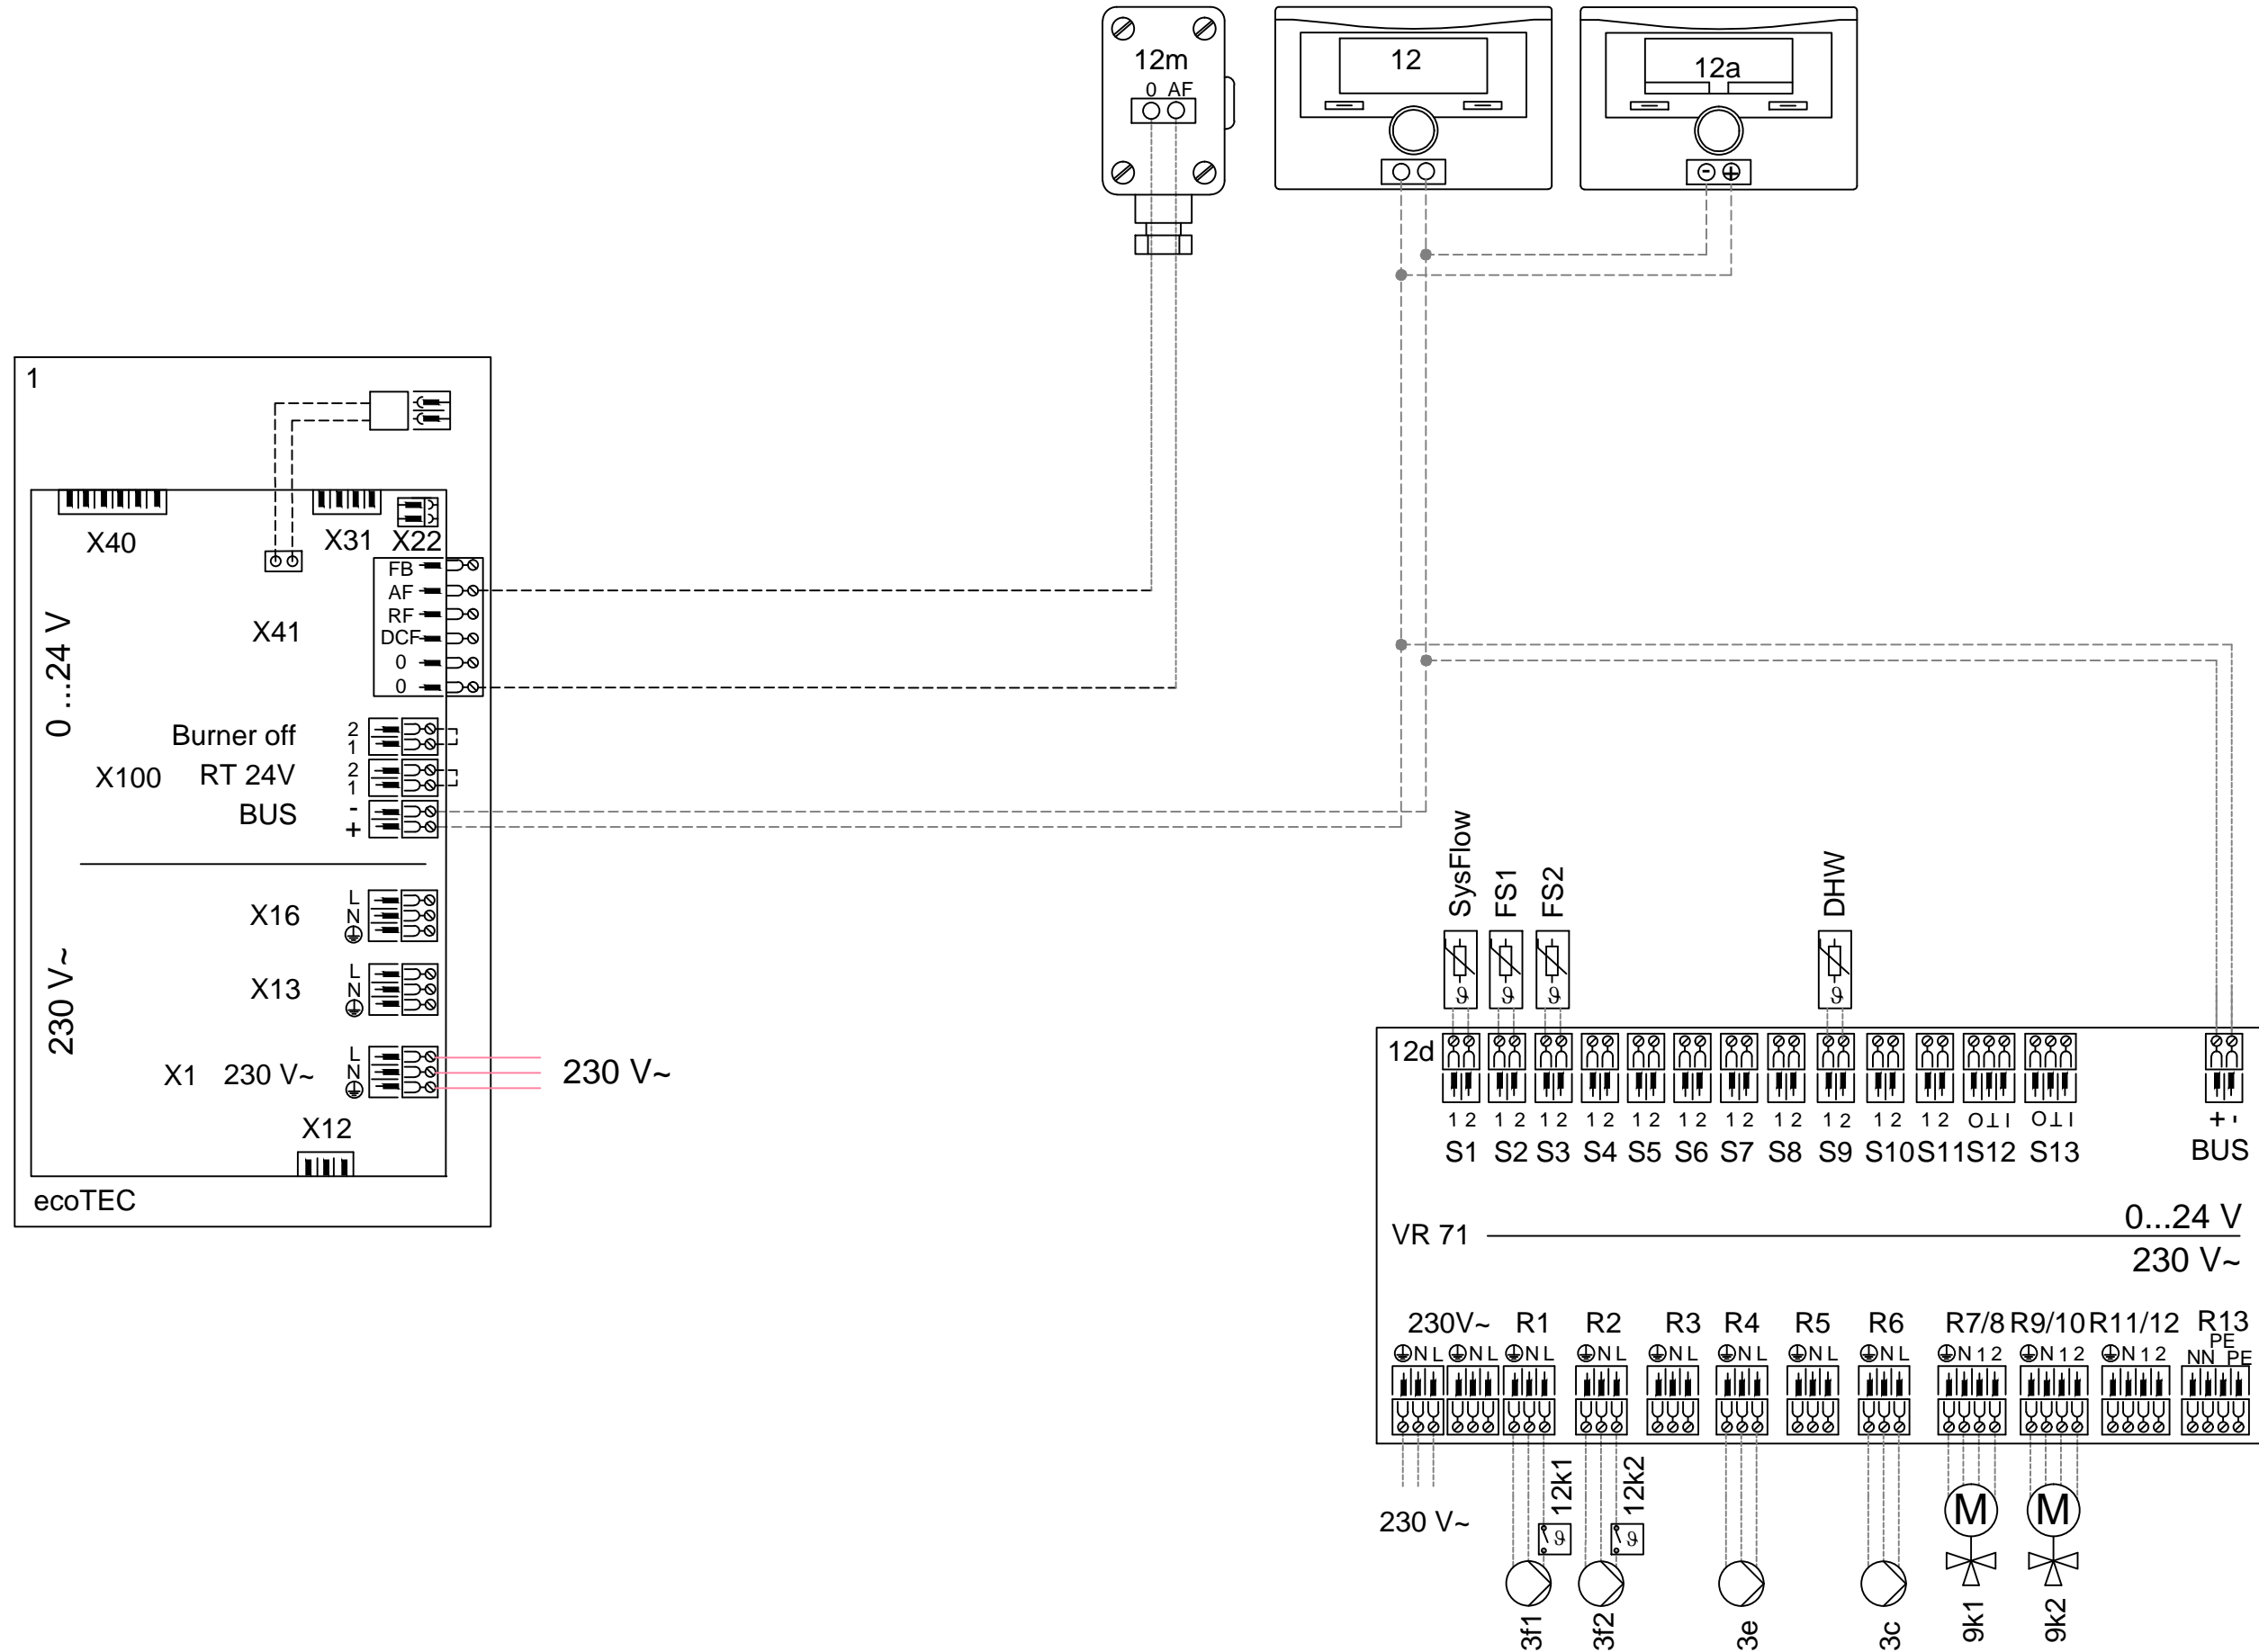 12m
0 AF
12
12a
- +
1
X40
X31
X22
X41
FB
AF
RF
DCF
0
0
0 ...24 V
Burner off
2
1
X100
RT 24V
2
1
BUS
-
+
X16
L
N
X13
L
N
230 V~
X1 230 V~
L
N
230 V~
X12
ecoTEC
SysFlow
FS1
FS2
DHW
ϑ ϑ ϑ ϑ
12d
1 2 1 2 1 2 1 2 1 2 1 2 1 2 1 2 1 2 1 2 1 2 O⊥I O⊥I + -
S1 S2 S3 S4 S5 S6 S7 S8 S9 S10 S11 S12 S13 BUS
VR 71
0...24 V
230 V~
230V~ R1 R2 R3 R4 R5 R6 R7/8 R9/10 R11/12 R13
N L N L N L N L N L N L N L N L N 1 2 N 1 2 N 1 2 NN PE PE
230 V~
12k1
12k2
ϑ ϑ
M M
3f1
3f2
3e
3c
9k1
9k2